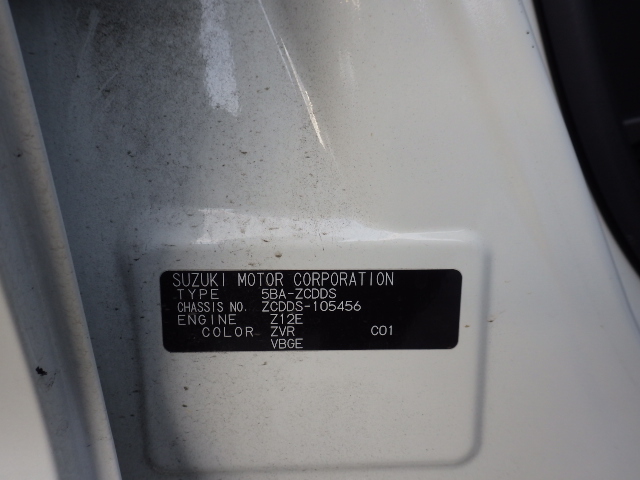 SUZUKI MOTOR CORPORATION
TYPE 5BA-ZCDDS
CHASSIS NO. ZCDDS-105456
ENGINE Z12E
COLOR ZVR C01
VBGE